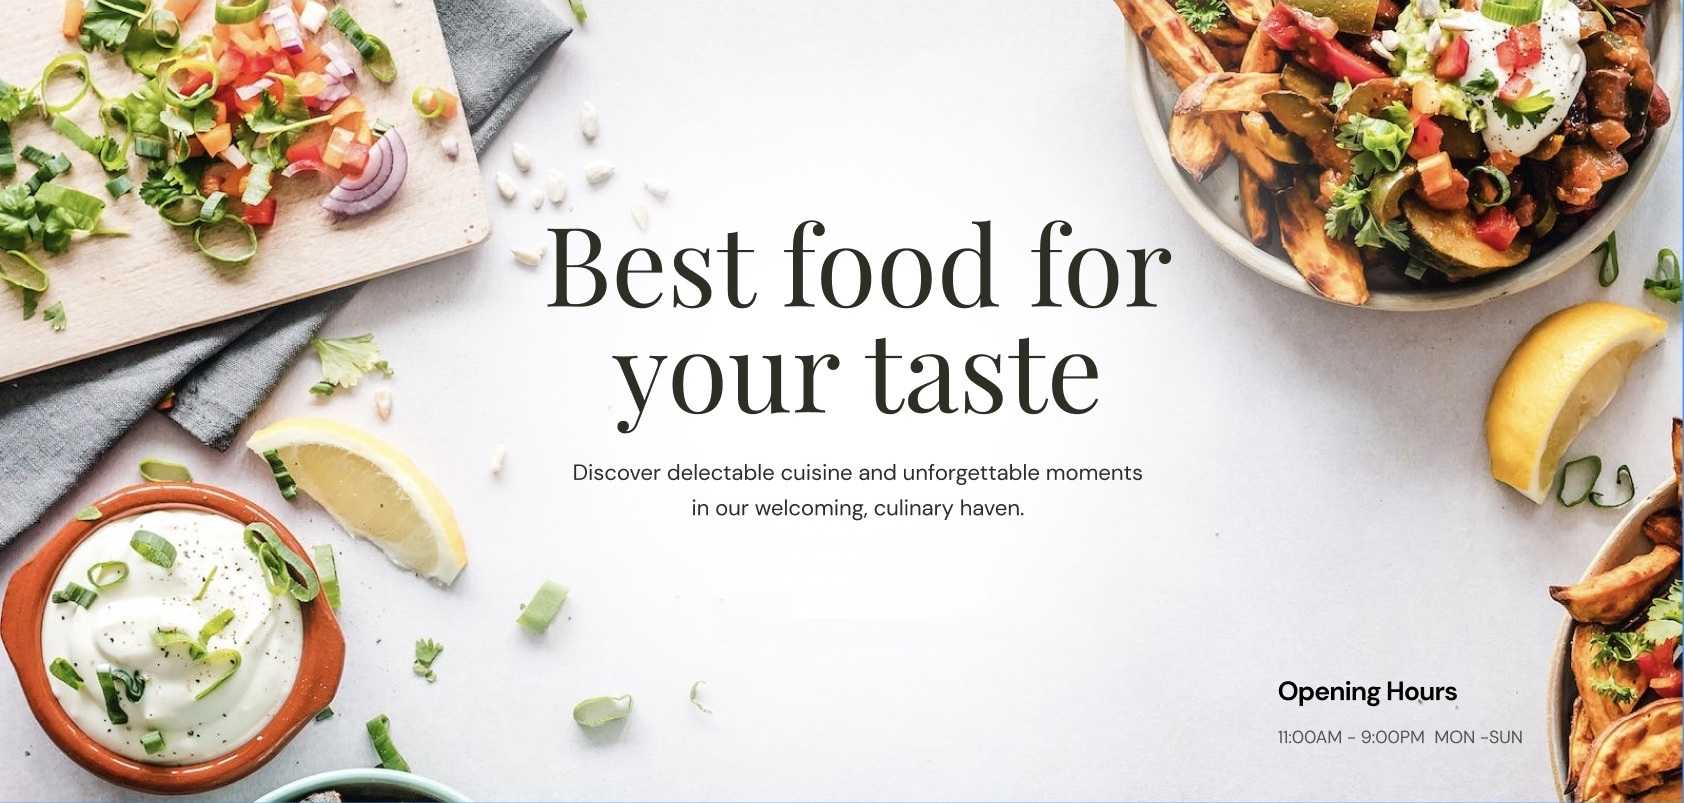 Best food for
your taste
Discover delectable cuisine and unforgettable moments
in our welcoming, culinary haven.
Opening Hours
11:00AM - 9:00PM  MON -SUN